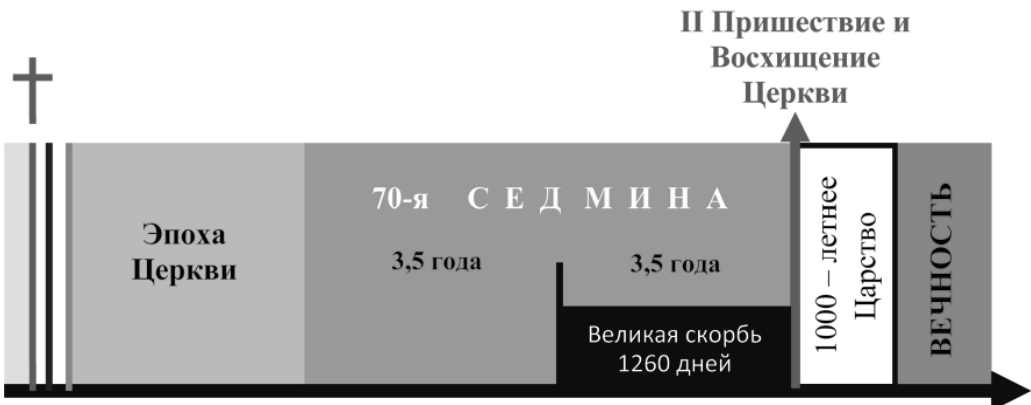 II Пришествие и
Восхищение
Церкви
70-я С Е Д М И Н А
Эпоха
Церкви
3,5 года
3,5 года
Великая скорбь
1260 дней
1000 – летнее
Царство
ВЕЧНОСТЬ